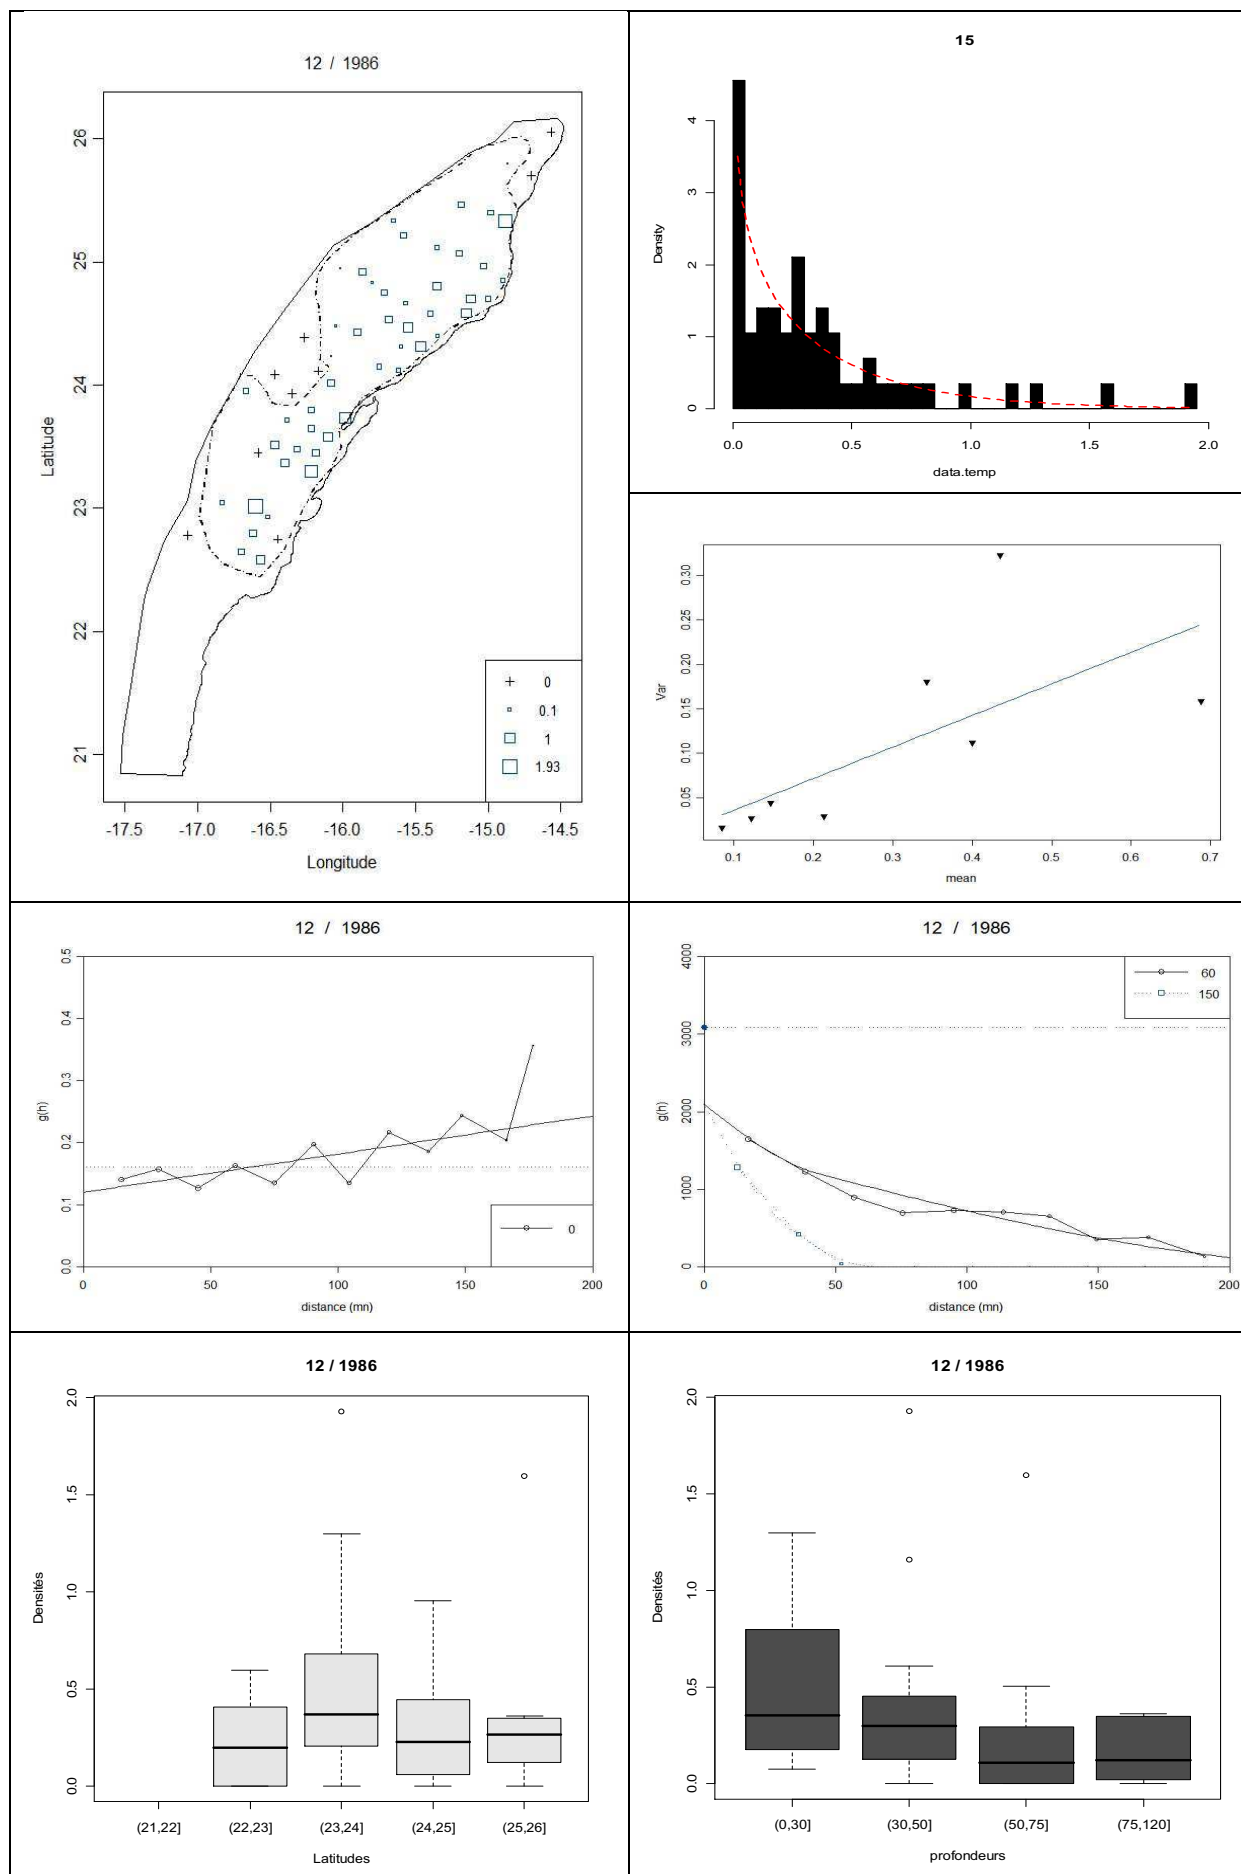 12 / 1986
26
25
24
23
22
21
Latitude
-17.5 -17.0 -16.5 -16.0 -15.5 -15.0 -14.5
Longitude
0
0.1
1
1.93
15
4
3
2
1
0
Density
0.0 0.5 1.0 1.5 2.0
data.temp
0.30
0.25
0.20
0.15
0.10
0.05
Var
0.1 0.2 0.3 0.4 0.5 0.6 0.7
mean
12 / 1986
0.5
0.4
0.3
0.2
0.1
0.0
g(h)
0
0 50 100 150 200
distance (mn)
12 / 1986
4000
3000
2000
1000
0
g(h)
60
150
0 50 100 150 200
distance (mn)
12 / 1986
2.0
1.5
1.0
0.5
0.0
Densités
(21,22] (22,23] (23,24] (24,25] (25,26]
Latitudes
12 / 1986
2.0
1.5
1.0
0.5
0.0
Densités
(0,30] (30,50] (50,75] (75,120]
profondeurs